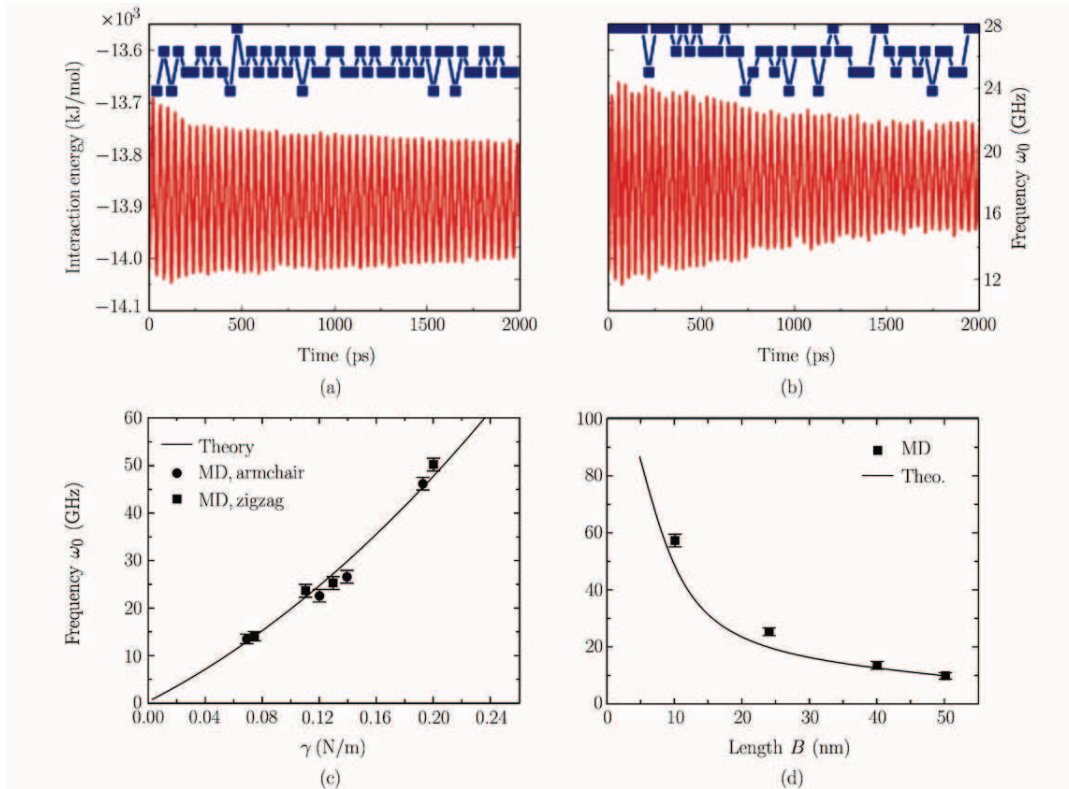 ×10³
−13.6
−13.7
−13.8
−13.9
−14.0
−14.1
Interaction energy (kJ/mol)
0 500 1000 1500 2000
Time (ps)
(a)
28
24
20
16
12
Frequency ω0 (GHz)
0 500 1000 1500 2000
Time (ps)
(b)
60
50
40
30
20
10
0
Frequency ω0 (GHz)
Theory
MD, armchair
MD, zigzag
0.00 0.04 0.08 0.12 0.16 0.20 0.24
γ (N/m)
(c)
100
80
60
40
20
0
MD
Theo.
0 10 20 30 40 50
Length B (nm)
(d)